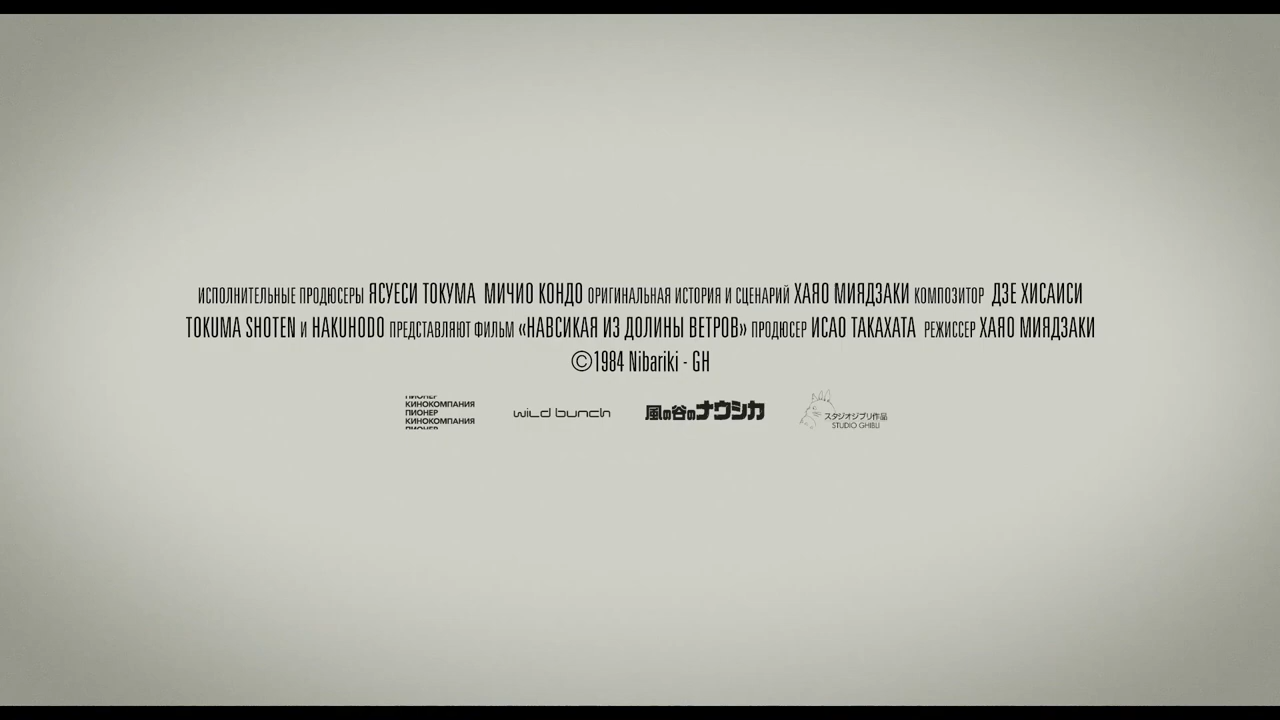 ИСПОЛНИТЕЛЬНЫЕ ПРОДЮСЕРЫ ЯСУЕСИ ТОКУМА МИЧИО КОНДО ОРИГИНАЛЬНАЯ ИСТОРИЯ И СЦЕНАРИЙ ХАЯО МИЯДЗАКИ КОМПОЗИТОР ДЗЕ ХИСАИСИ
TOKUMA SHOTEN И HAKUHODO ПРЕДСТАВЛЯЮТ ФИЛЬМ «НАВСИКАЯ ИЗ ДОЛИНЫ ВЕТРОВ» ПРОДЮСЕР ИСАО ТАКАХАТА РЕЖИССЕР ХАЯО МИЯДЗАКИ
©1984 Nibariki - GH
ПИОНЕР
КИНОКОМПАНИЯ
ПИОНЕР
КИНОКОМПАНИЯ
ПИОНЕР
wild bunch
風の谷のナウシカ
スタジオジブリ作品
STUDIO GHIBLI